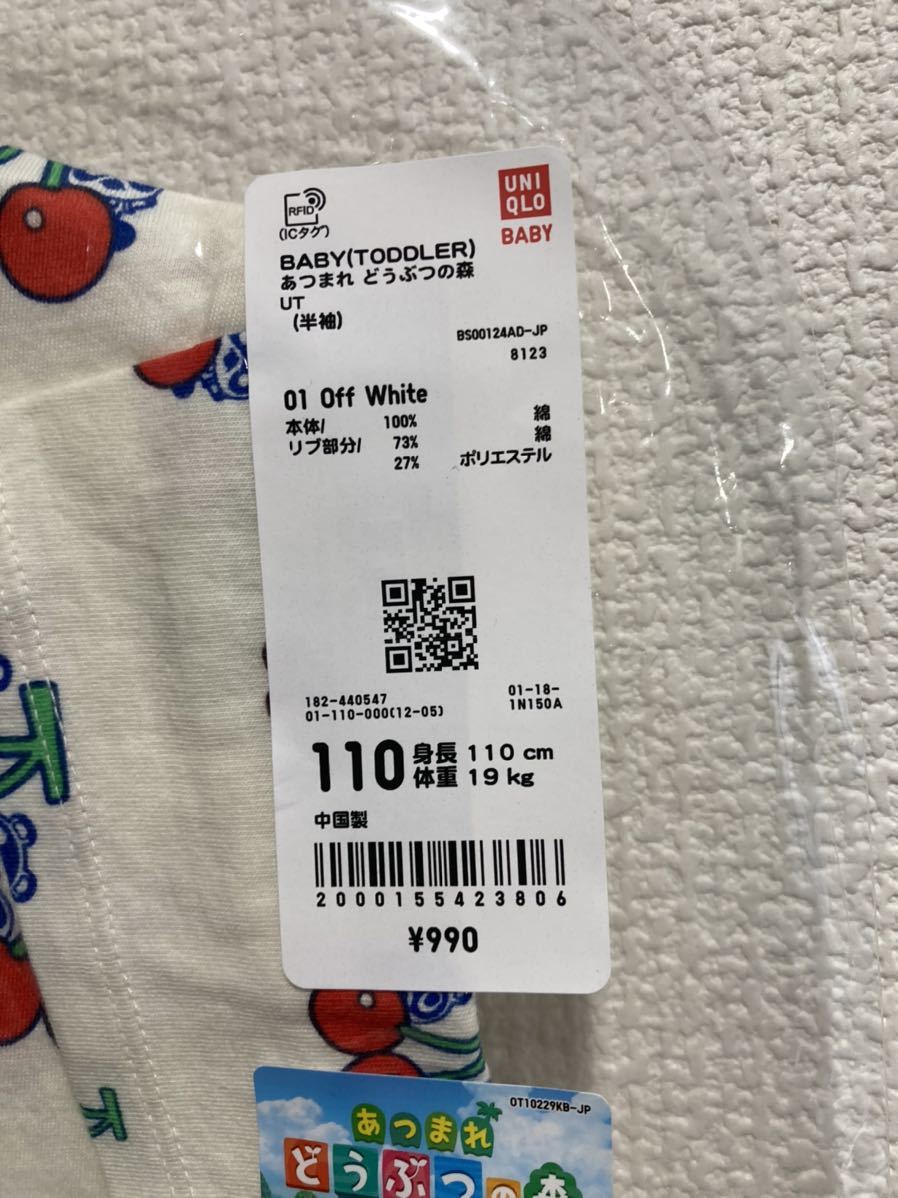 RFID
(ICタグ)
UNI
QLO
BABY
BABY(TODDLER)
あつまれ どうぶつの森
UT
(半袖)
BS00124AD-JP
8123
01 Off White
本体/ 100% 綿
リブ部分/ 73% 綿
27% ポリエステル
182-440547
01-110-000(12-05)
01-18-
1N150A
110 身長 110 cm
体重 19 kg
中国製
2000155423806
¥990
OT10229KB-JP
あつまれ
どうぶつの森